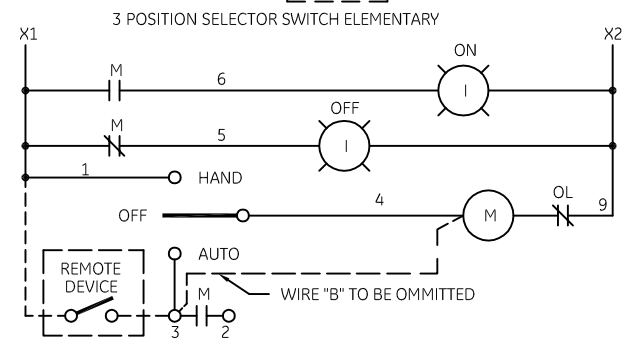 3 POSITION SELECTOR SWITCH ELEMENTARY
X1
X2
ON
M
6
I
OFF
M
5
I
1
HAND
OFF
4
M
OL
9
AUTO
REMOTE
DEVICE
M
WIRE "B" TO BE OMMITTED
3
2